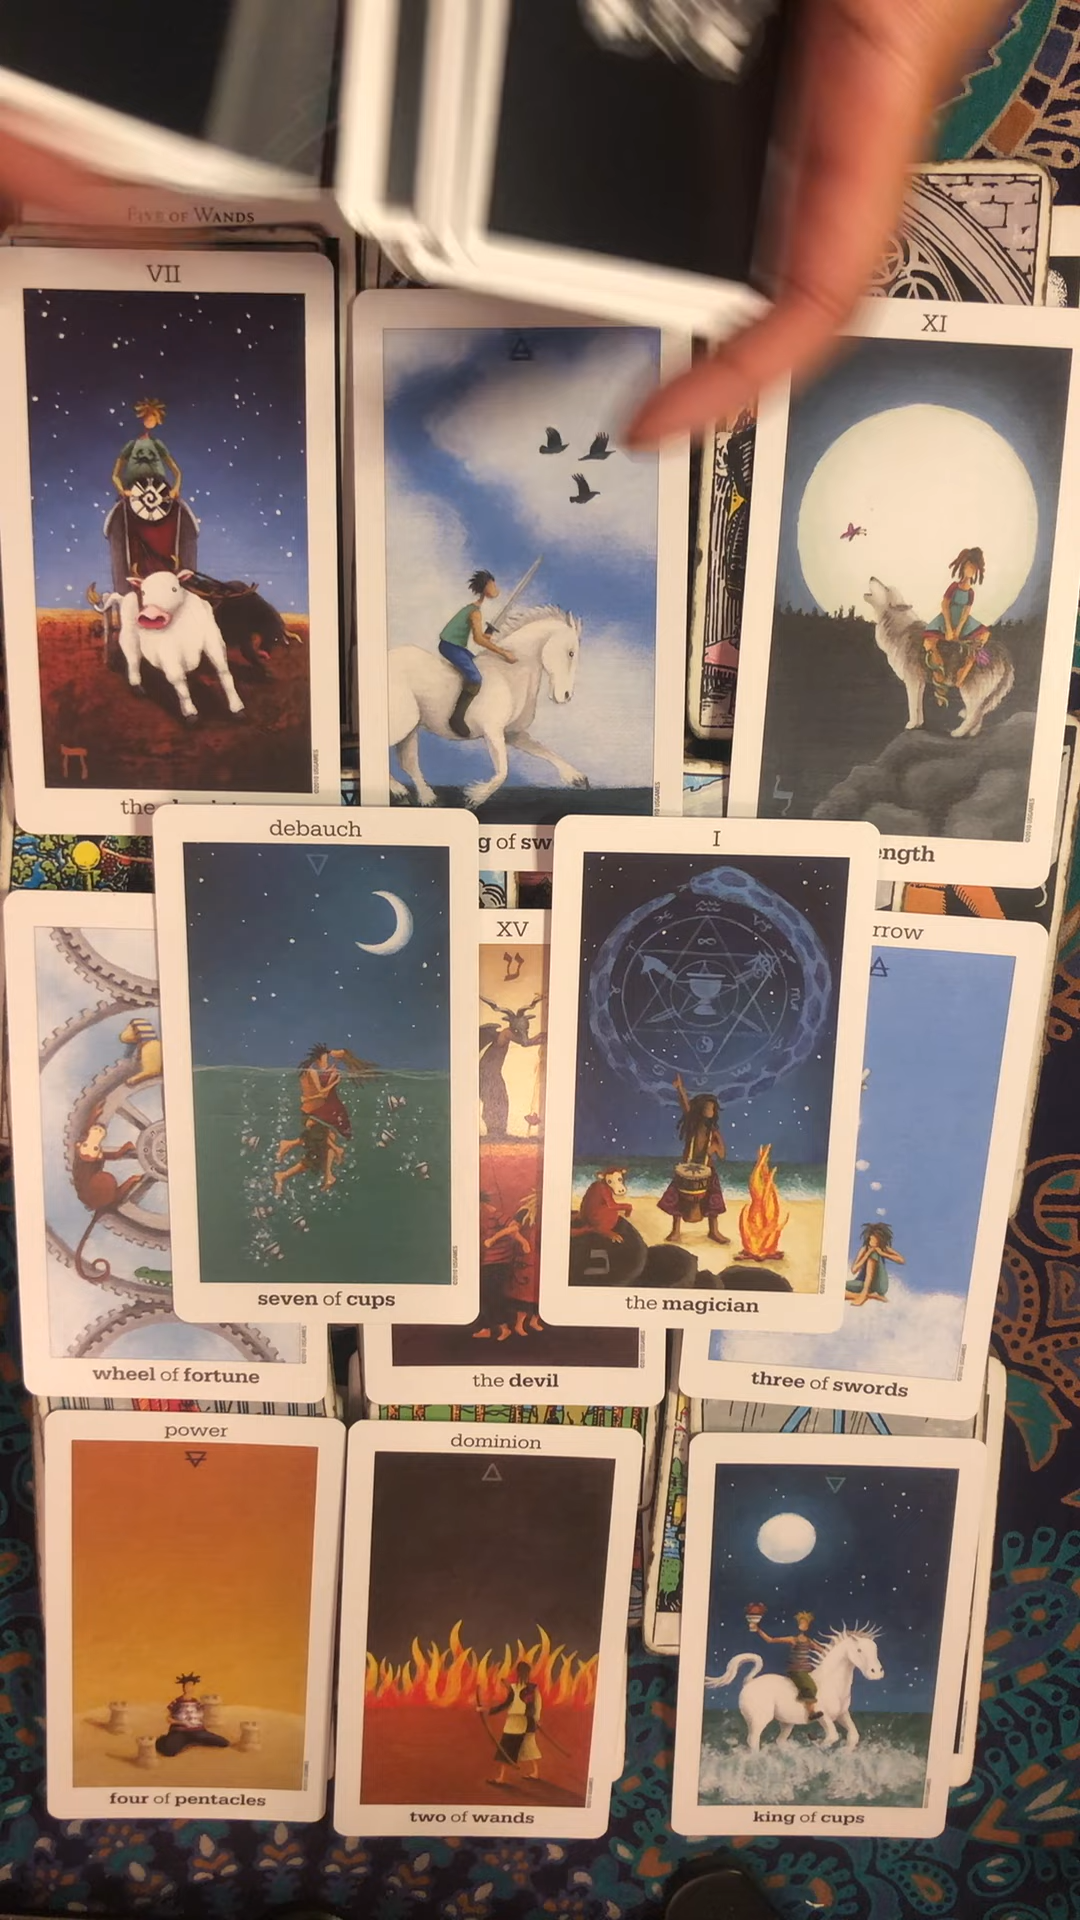 FIVE OF WANDS
VII
XI
the
g of sw
ength
debauch
I
XV
ע
rrow
ח
ל
ב
seven of cups
the magician
wheel of fortune
the devil
three of swords
power
dominion
four of pentacles
two of wands
king of cups